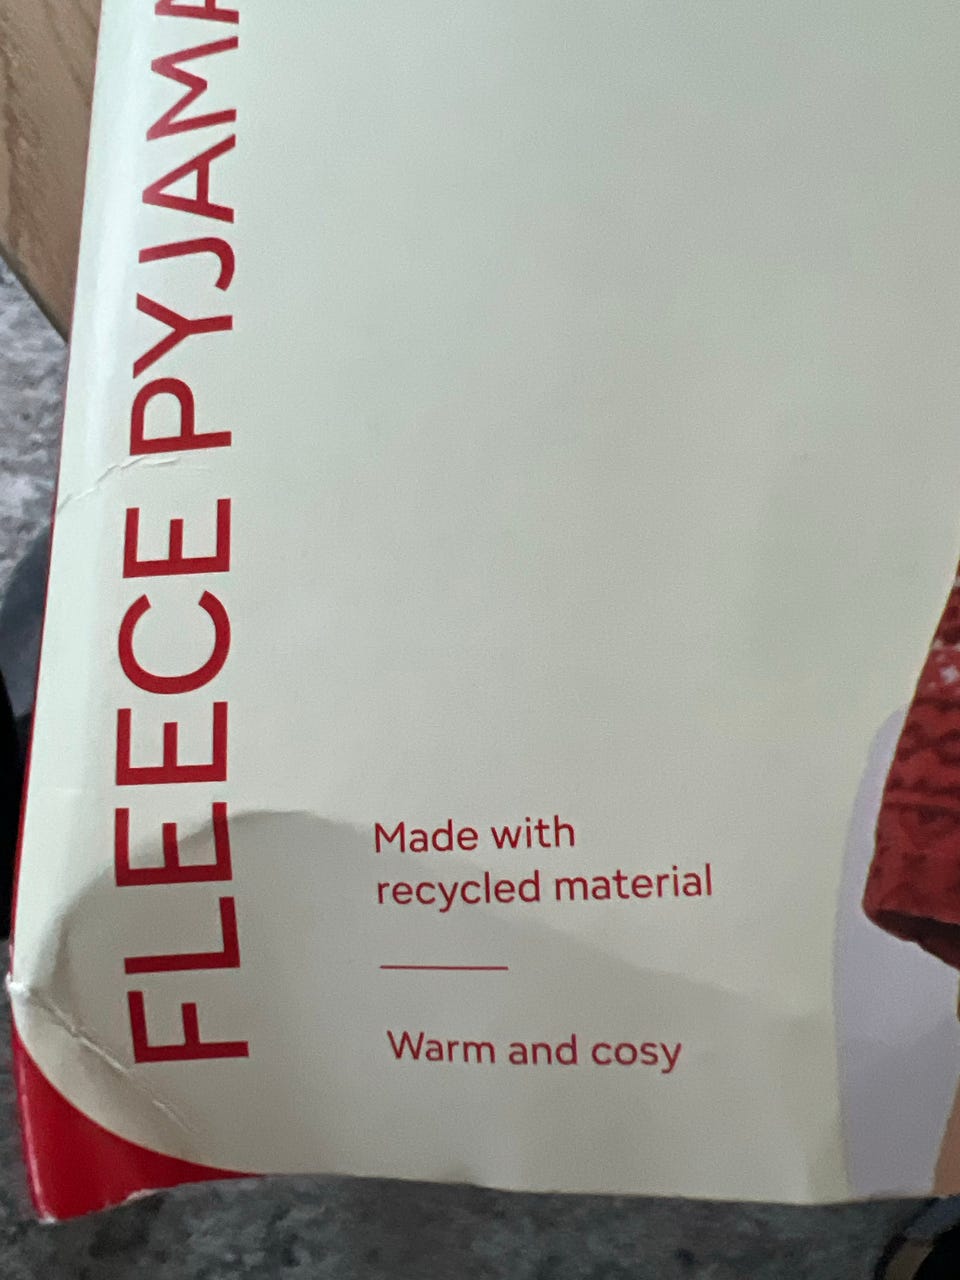 FLEECE PYJAMA
Made with
recycled material
Warm and cosy